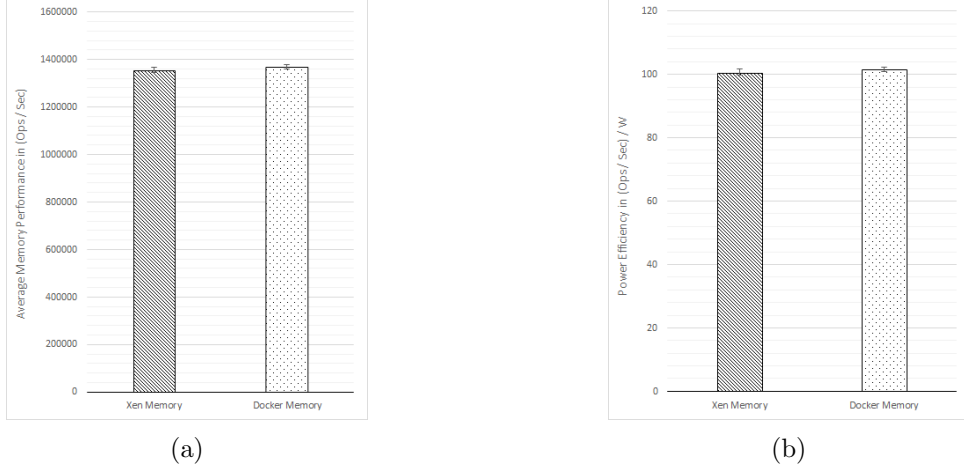 1600000
1400000
1200000
1000000
800000
600000
400000
200000
0
Average Memory Performance in (Ops / Sec)
Xen Memory Docker Memory
(a)
120
100
80
60
40
20
0
Power Efficiency in (Ops/ Sec) / W
Xen Memory Docker Memory
(b)